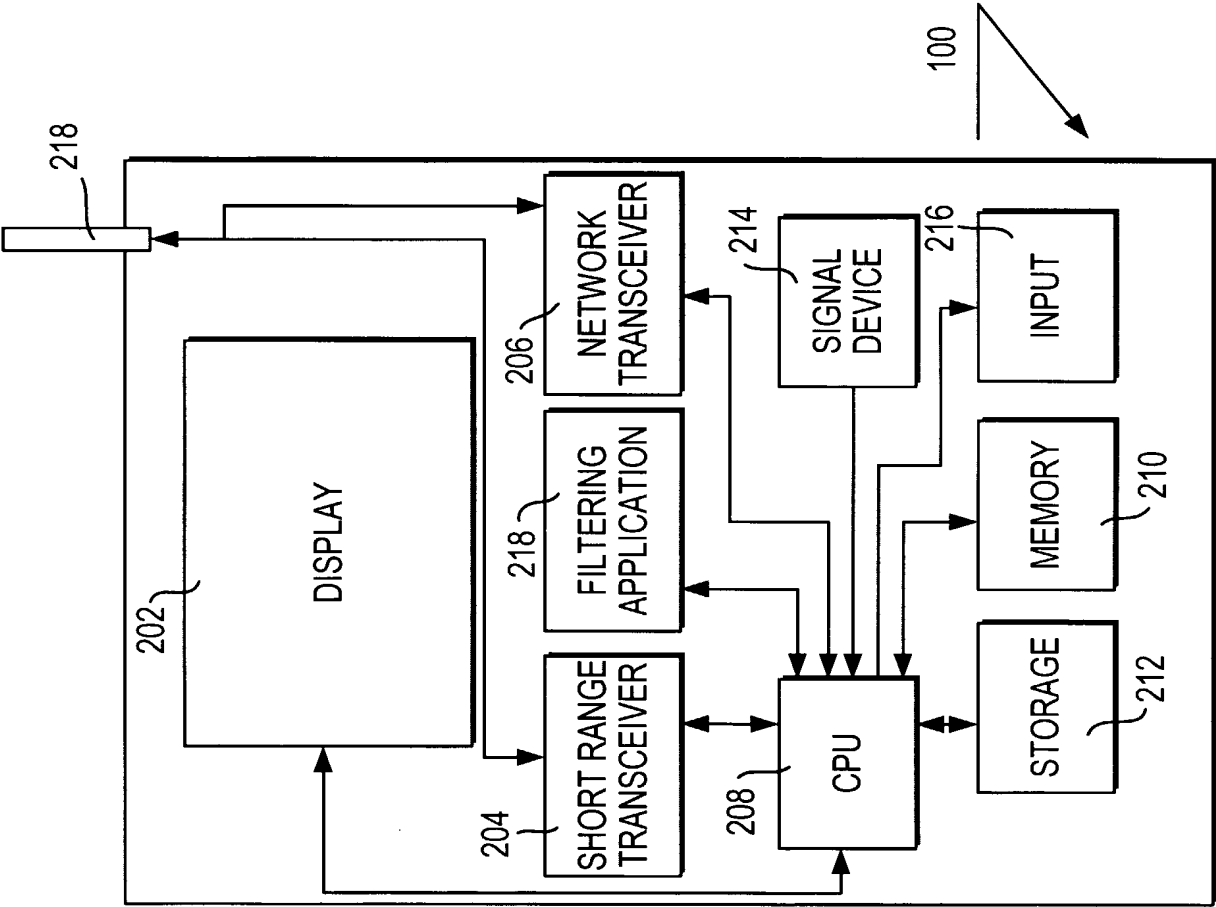 218
202
DISPLAY
204
218
206
SHORT RANGE
TRANSCEIVER
FILTERING
APPLICATION
NETWORK
TRANSCEIVER
208
214
CPU
SIGNAL
DEVICE
216
100
STORAGE
MEMORY
INPUT
212
210